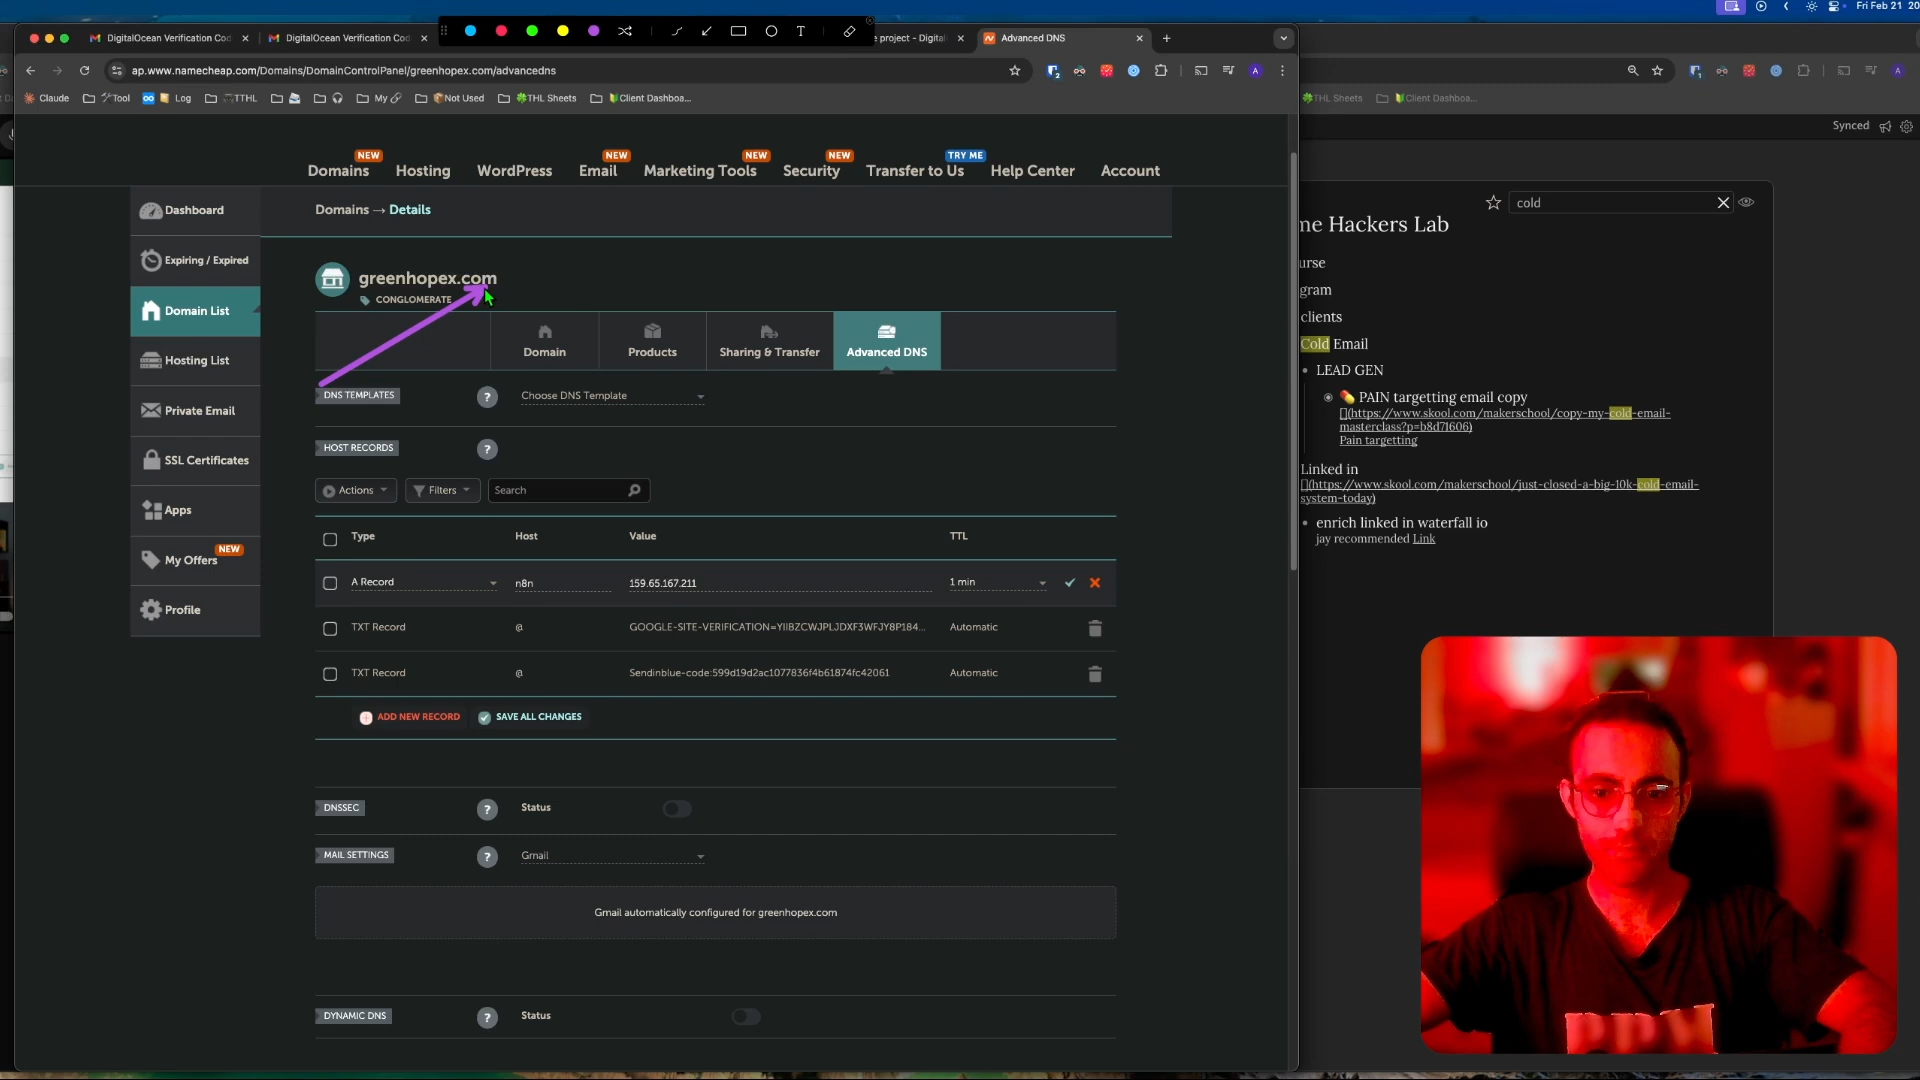 Fri Feb 21 20
DigitalOcean Verification Cod
DigitalOcean Verification Cod
T
e project - Digital
Advanced DNS
ap.www.namecheap.com/Domains/DomainControlPanel/greenhopex.com/advancedns
Claude
Tool
Log
TTHL
My
Not Used
THL Sheets
Client Dashboa...
THL Sheets
Client Dashboa...
Synced
NEW
NEW
NEW
NEW
TRY ME
Domains
Hosting
WordPress
Email
Marketing Tools
Security
Transfer to Us
Help Center
Account
Dashboard
Expiring / Expired
Domain List
Hosting List
Private Email
SSL Certificates
Apps
My Offers
NEW
Profile
Domains → Details
greenhopex.com
CONGLOMERATE
Domain
Products
Sharing & Transfer
Advanced DNS
DNS TEMPLATES
?
Choose DNS Template
HOST RECORDS
?
Actions
Filters
Search
Type
Host
Value
TTL
A Record
n8n
159.65.167.211
1 min
TXT Record
@
GOOGLE-SITE-VERIFICATION=YIIBZCWJPLJDXF3WFJY8P184...
Automatic
TXT Record
@
Sendinblue-code:599d19d2ac1077836f4b61874fc42061
Automatic
ADD NEW RECORD
SAVE ALL CHANGES
DNSSEC
?
Status
MAIL SETTINGS
?
Gmail
Gmail automatically configured for greenhopex.com
DYNAMIC DNS
?
Status
cold
me Hackers Lab
urse
gram
clients
Cold Email
LEAD GEN
PAIN targetting email copy
[](https://www.skool.com/makerschool/copy-my-cold-email-
masterclass?p=b8d71606)
Pain targetting
Linked in
[](https://www.skool.com/makerschool/just-closed-a-big-10k-cold-email-
system-today)
enrich linked in waterfall io
jay recommended Link